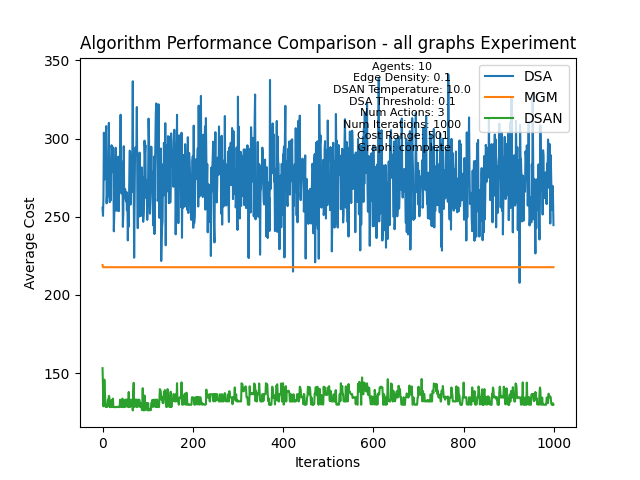 Algorithm Performance Comparison - all graphs Experiment
350
300
250
200
150
Average Cost
Agents: 10
Edge Density: 0.1
DSAN Temperature: 10.0
DSA Threshold: 0.1
Num Actions: 3
Num Iterations: 1000
Cost Range: 501
Graph: complete
DSA
MGM
DSAN
0
200
400
600
800
1000
Iterations